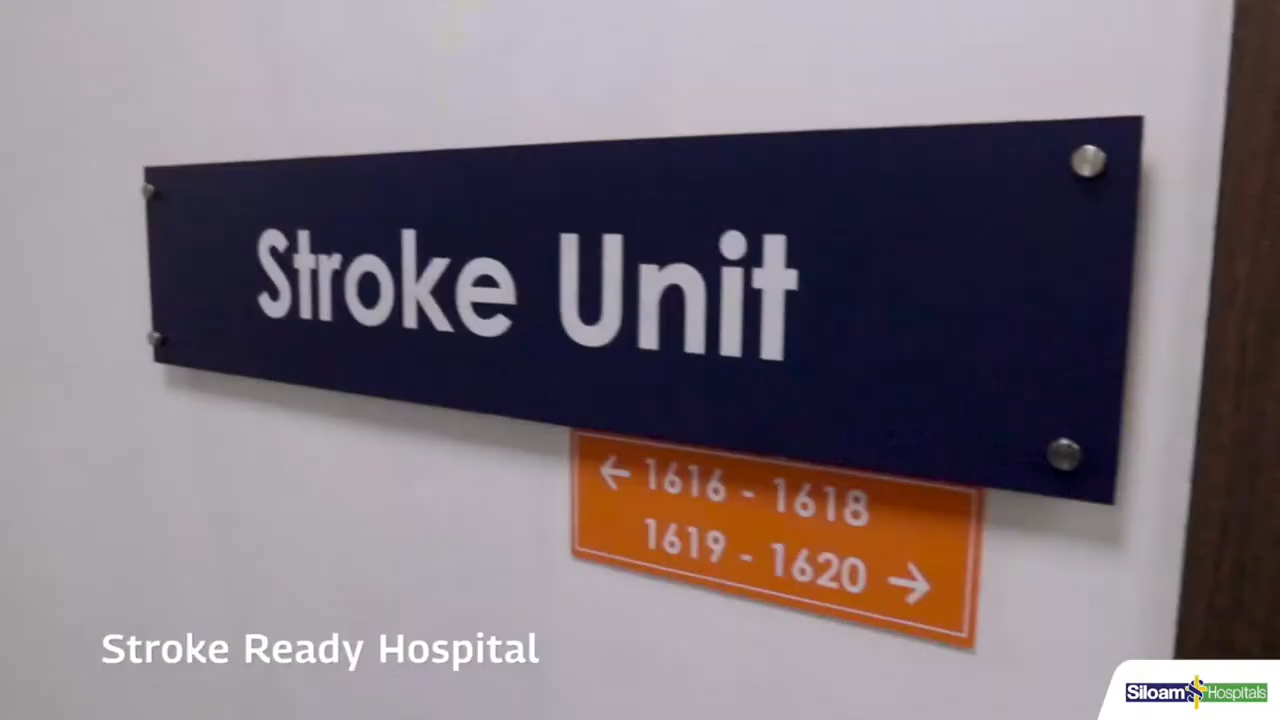 Stroke Unit
← 1616 - 1618
1619 - 1620 →
Stroke Ready Hospital
Siloam Hospitals